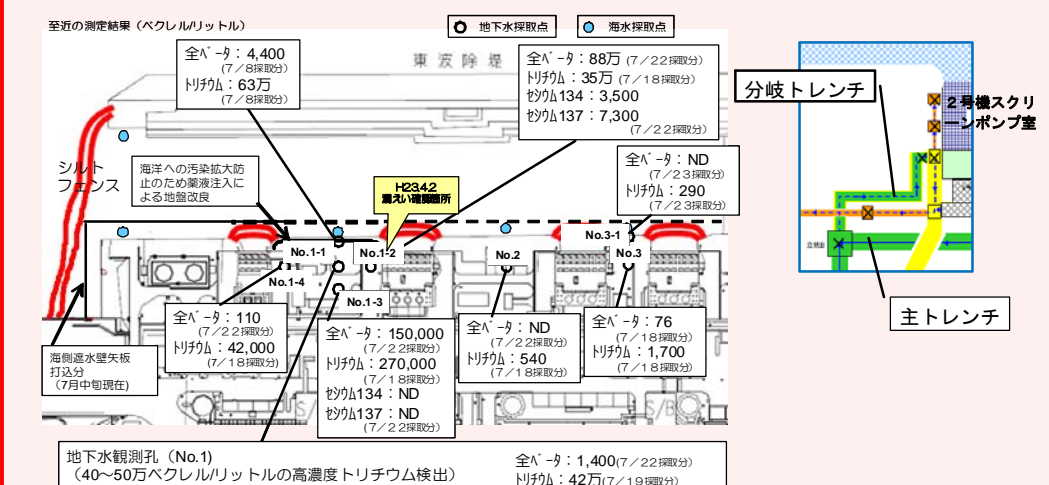 至近の測定結果（ベクレル/リットル）
地下水採取点
海水採取点
全ベータ：4,400
(7／8採取分)
トリチウム：63万
(7／8採取分)
東波除堤
全ベータ：88万 (7／22採取分)
トリチウム：35万 (7／18採取分)
セシウム134：3,500
セシウム137：7,300
(7／22採取分)
シルト
フェンス
海洋への汚染拡大防
止のため薬液注入に
よる地盤改良
H23.4.2
漏えい確認箇所
全ベータ：ND
(7／23採取分)
トリチウム：290
(7／23採取分)
No.1-1
No.1-2
No.2
No.3-1
No.3
No.1-4
No.1-3
海側遮水壁矢板
打込分
(7月中旬現在)
全ベータ：110
(7／22採取分)
トリチウム：42,000
(7／18採取分)
全ベータ：150,000
(7／22採取分)
トリチウム：270,000
(7／18採取分)
セシウム134：ND
セシウム137：ND
(7／22採取分)
全ベータ：ND
(7／18採取分)
トリチウム：540
(7／18採取分)
全ベータ：76
(7／18採取分)
トリチウム：1,700
(7／18採取分)
S/B
地下水観測孔（No.1)
（40～50万ベクレル/リットルの高濃度トリチウム検出）
全ベータ：1,400(7／22採取分)
トリチウム：42万(7／19採取分)
分岐トレンチ
２号機スクリ
ーンポンプ室
立坑B
主トレンチ